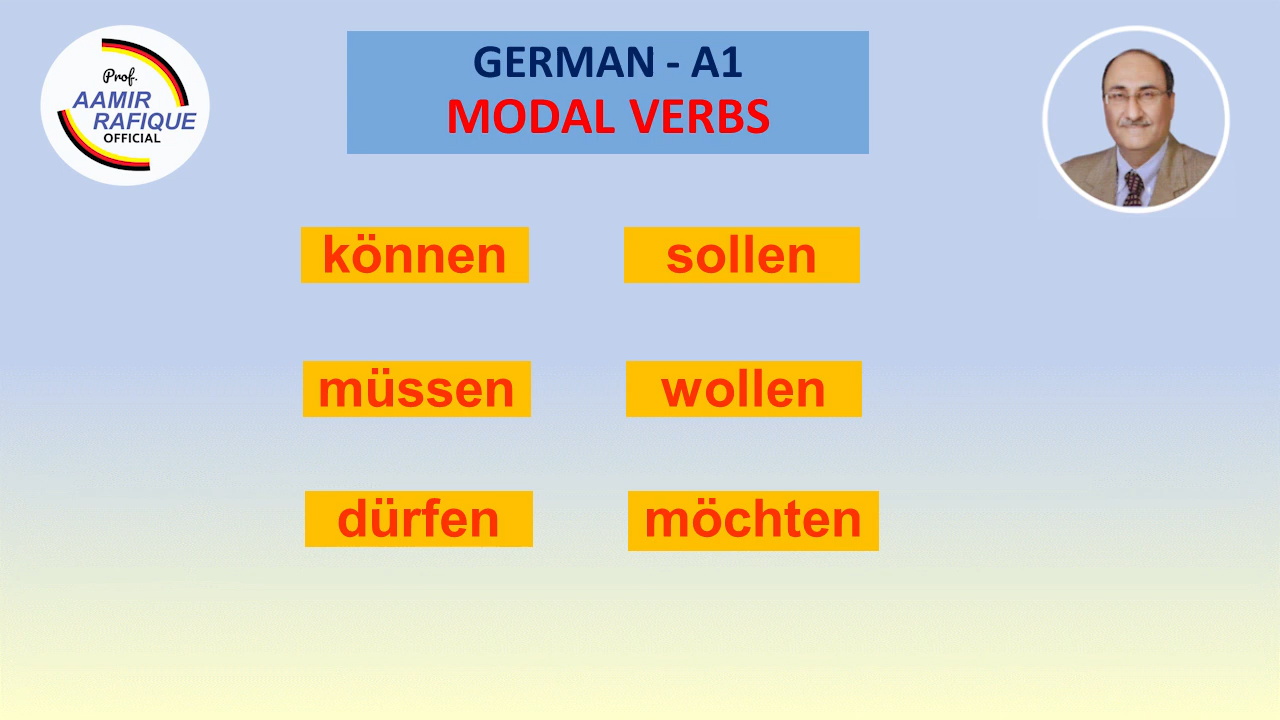 Prof.
AAMIR
RAFIQUE
OFFICIAL
GERMAN - A1
MODAL VERBS
können
sollen
müssen
wollen
dürfen
möchten